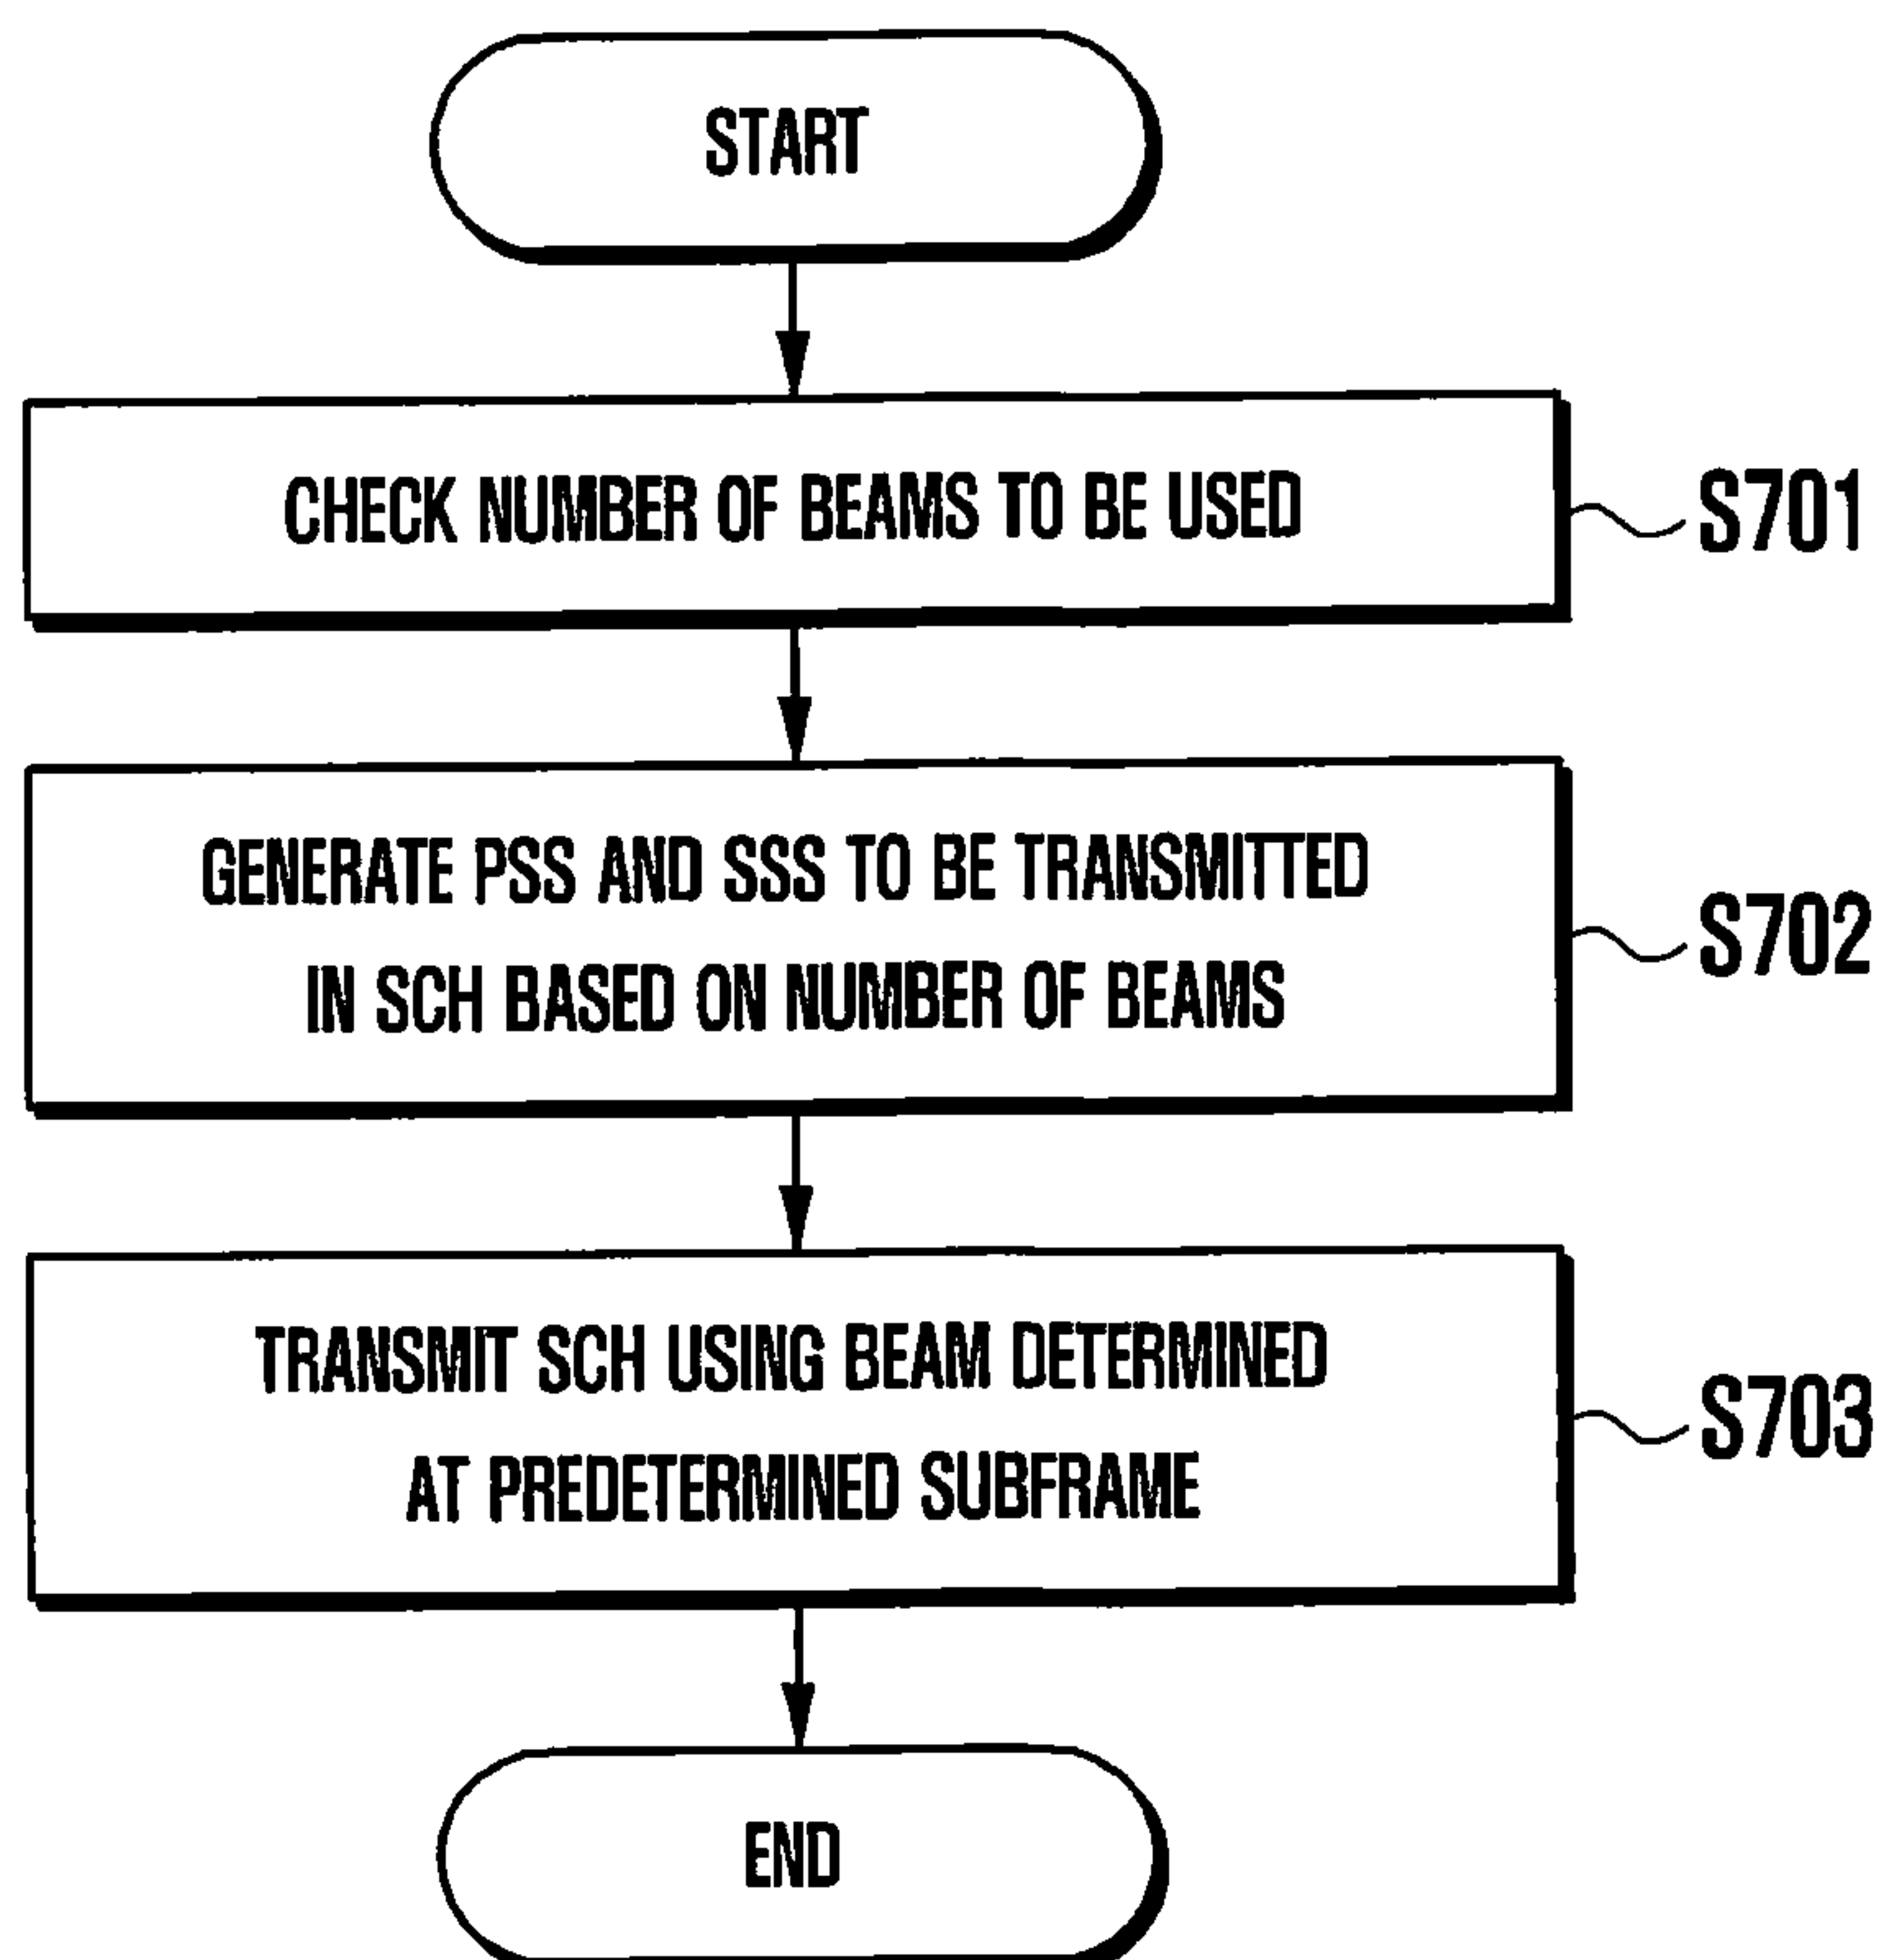 START
CHECK NUMBER OF BEAMS TO BE USED
S701
GENERATE PSS AND SSS TO BE TRANSMITTED
IN SCH BASED ON NUMBER OF BEAMS
S702
TRANSMIT SCH USING BEAM DETERMINED
AT PREDETERMINED SUBFRAME
S703
END